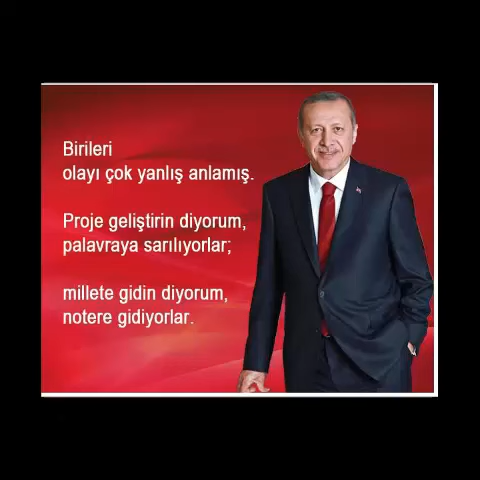 Birileri
olayı çok yanlış anlamış.
Proje geliştirin diyorum,
palavraya sarılıyorlar;
millete gidin diyorum,
notere gidiyorlar.